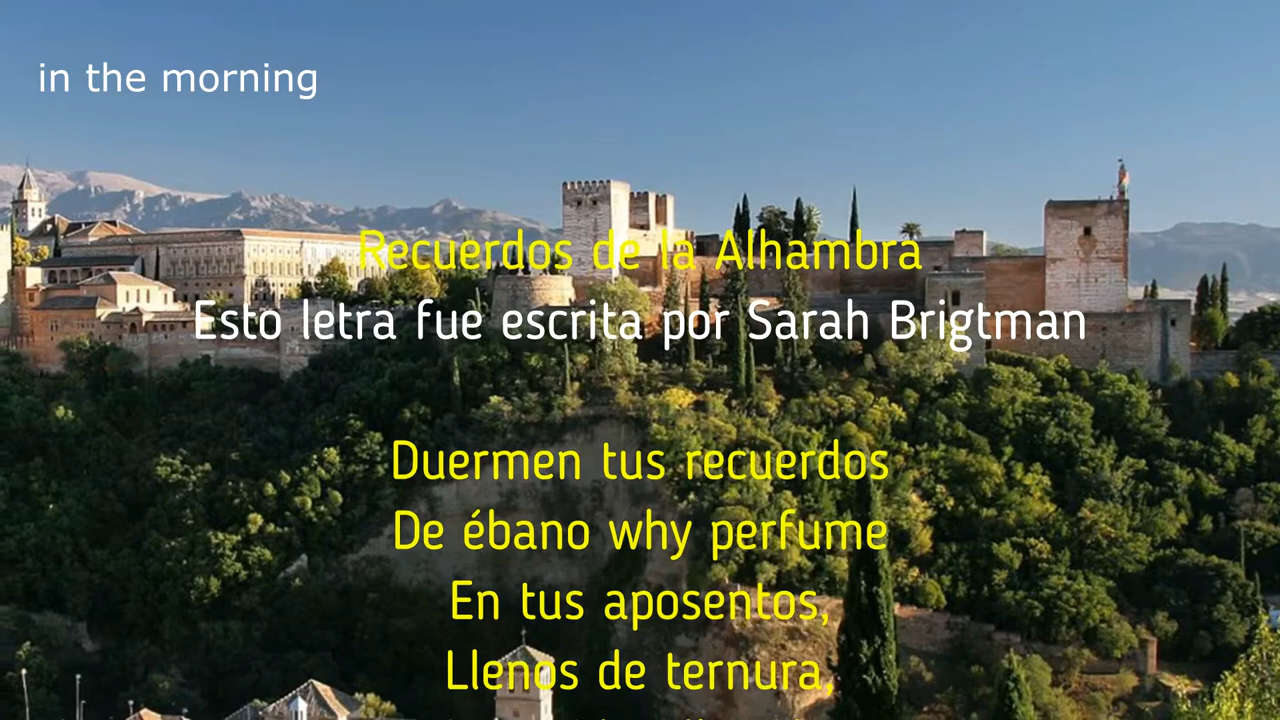 in the morning
Recuerdos de la Alhambra
Esto letra fue escrita por Sarah Brigtman
Duermen tus recuerdos
De ébano why perfume
En tus aposentos,
Llenos de ternura,